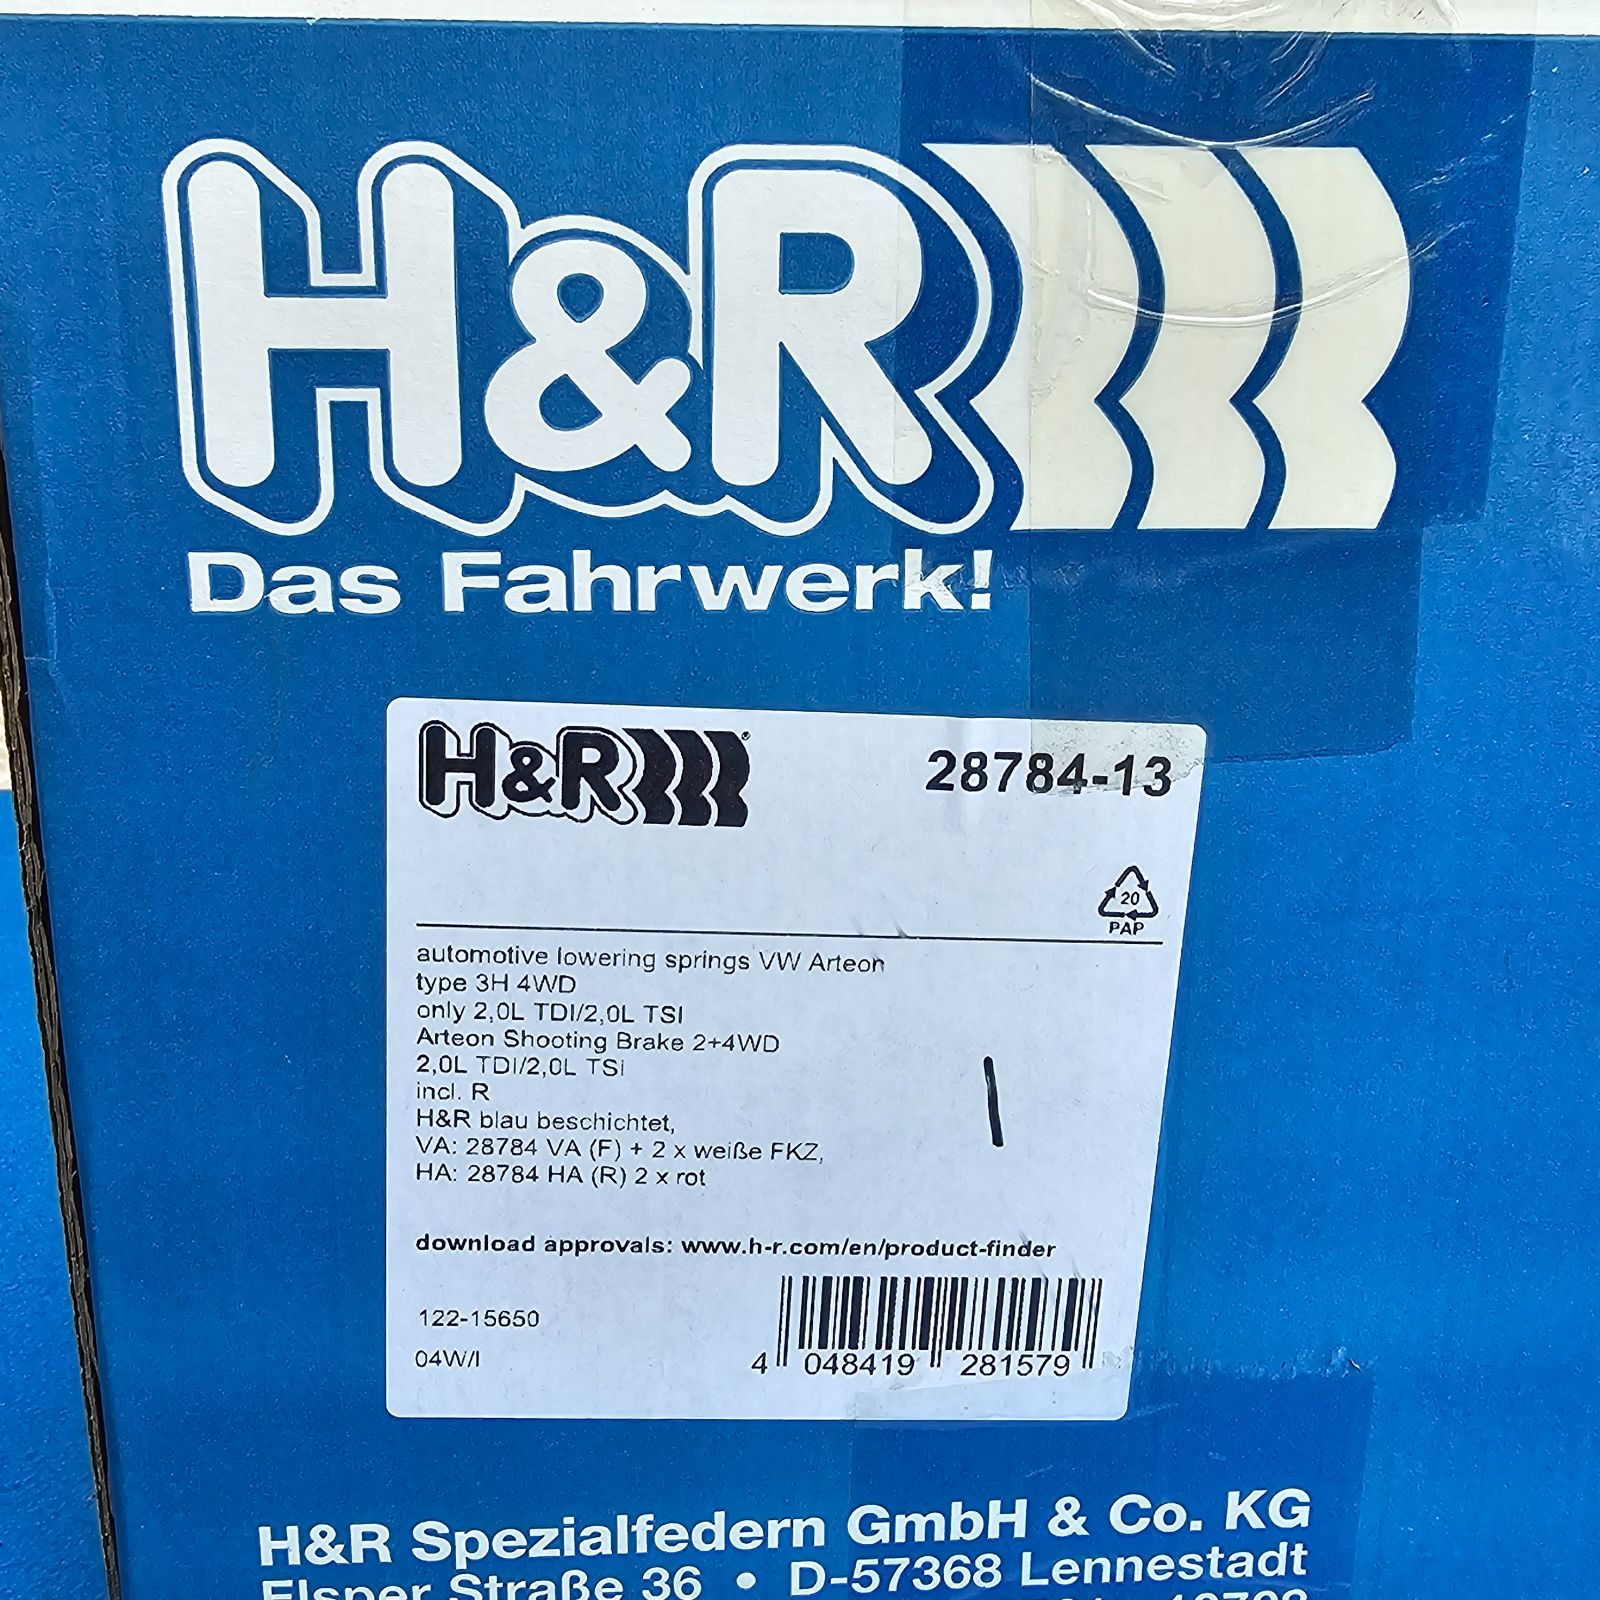 H&R
Das Fahrwerk!
H&R®
28784-13
20
PAP
automotive lowering springs VW Arteon
type 3H 4WD
only 2,0L TDI/2,0L TSI
Arteon Shooting Brake 2+4WD
2,0L TDI/2,0L TSI
incl. R
H&R blau beschichtet,
VA: 28784 VA (F) + 2 x weiße FKZ,
HA: 28784 HA (R) 2 x rot
download approvals: www.h-r.com/en/product-finder
122-15650
04W/I
4 048419 281579
H&R Spezialfedern GmbH & Co. KG
Elsper Straße 36 • D-57368 Lennestadt